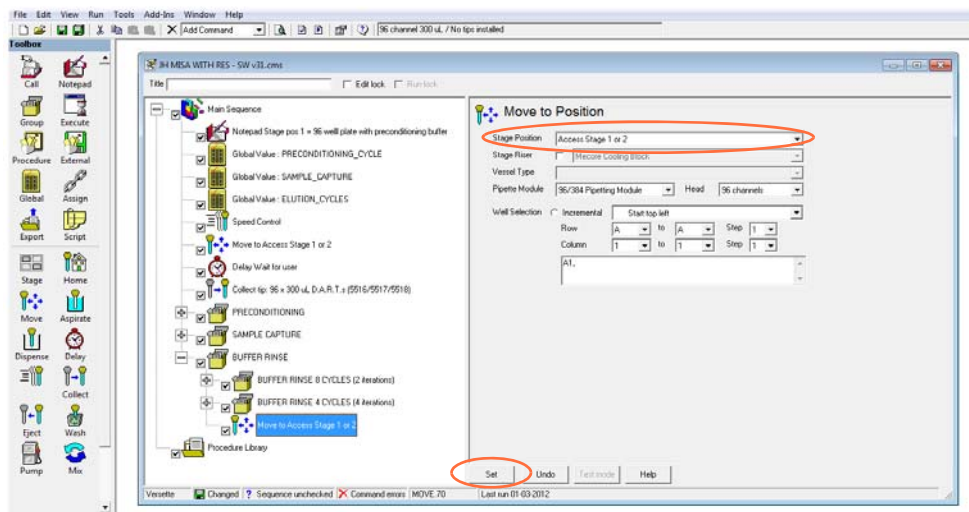 File Edit View Run Tools Add-Ins Window Help
Add Command 96 channel 300 uL / No tips installed
Toolbox
Call Notepad
Group Execute
Procedure External
Global Assign
Export Script
Stage Home
Move Aspirate
Dispense Delay
Collect
Eject Wash
Pump Mix
JH MISA WITH RES - SW v31.cms
Title Edit lock Run lock
Main Sequence
Notepad Stage pos 1 = 96 well plate with preconditioning buffer
Global Value : PRECONDITIONING_CYCLE
Global Value : SAMPLE_CAPTURE
Global Value : ELUTION_CYCLES
Speed Control
Move to Access Stage 1 or 2
Delay Wait for user
Collect tip: 96 x 300 uL D.A.R.T.s (5516/5517/5518)
PRECONDITIONING
SAMPLE CAPTURE
BUFFER RINSE
BUFFER RINSE 8 CYCLES (2 iterations)
BUFFER RINSE 4 CYCLES (4 iterations)
Move to Access Stage 1 or 2
Procedure Library
Move to Position
Stage Position Access Stage 1 or 2
Stage Riser Mecore Cooling Block
Vessel Type
Pipette Module 96/384 Pipetting Module Head 96 channels
Well Selection Incremental Start top left
Row A to A Step 1
Column 1 to 1 Step 1
A1,
Set Undo Test mode Help
Versette Changed ? Sequence unchecked Command errors MOVE.70 Last run 01-03-2012